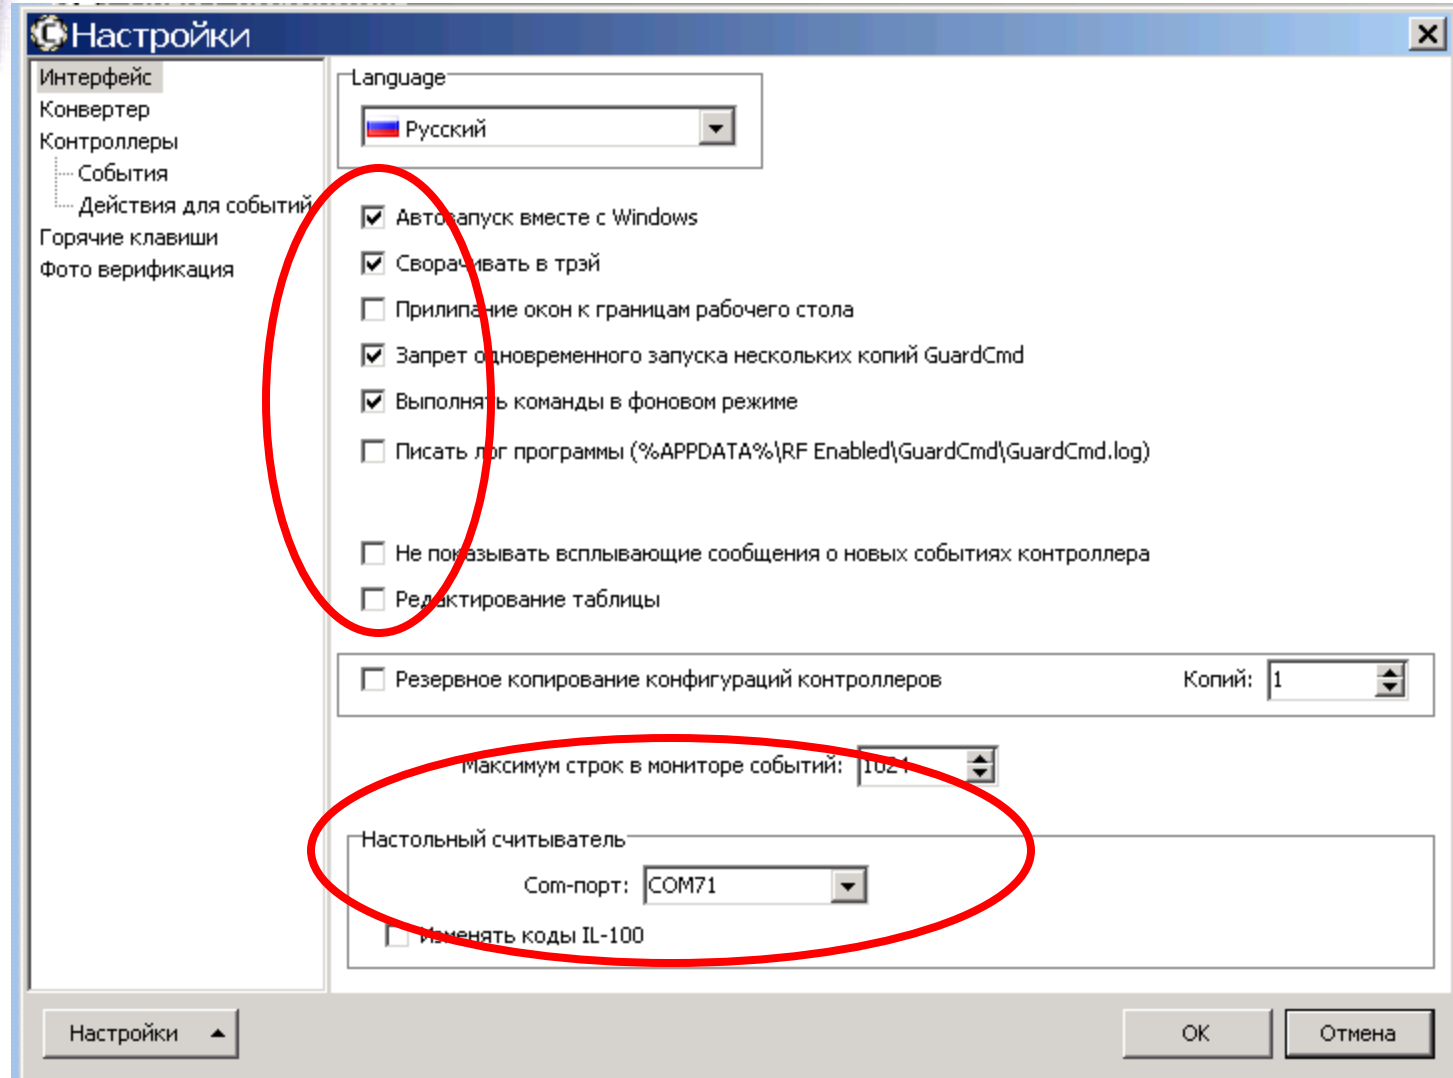 Настройки
Интерфейс
Конвертер
Контроллеры
События
Действия для событий
Горячие клавиши
Фото верификация
Language
Русский
Автозапуск вместе с Windows
Сворачивать в трэй
Прилипание окон к границам рабочего стола
Запрет одновременного запуска нескольких копий GuardCmd
Выполнять команды в фоновом режиме
Писать лог программы (%APPDATA%\RF Enabled\GuardCmd\GuardCmd.log)
Не показывать всплывающие сообщения о новых событиях контроллера
Редактирование таблицы
Резервное копирование конфигураций контроллеров Копий: 1
Максимум строк в мониторе событий: 1024
Настольный считыватель
Com-порт: COM71
Изменять коды IL-100
Настройки OK Отмена